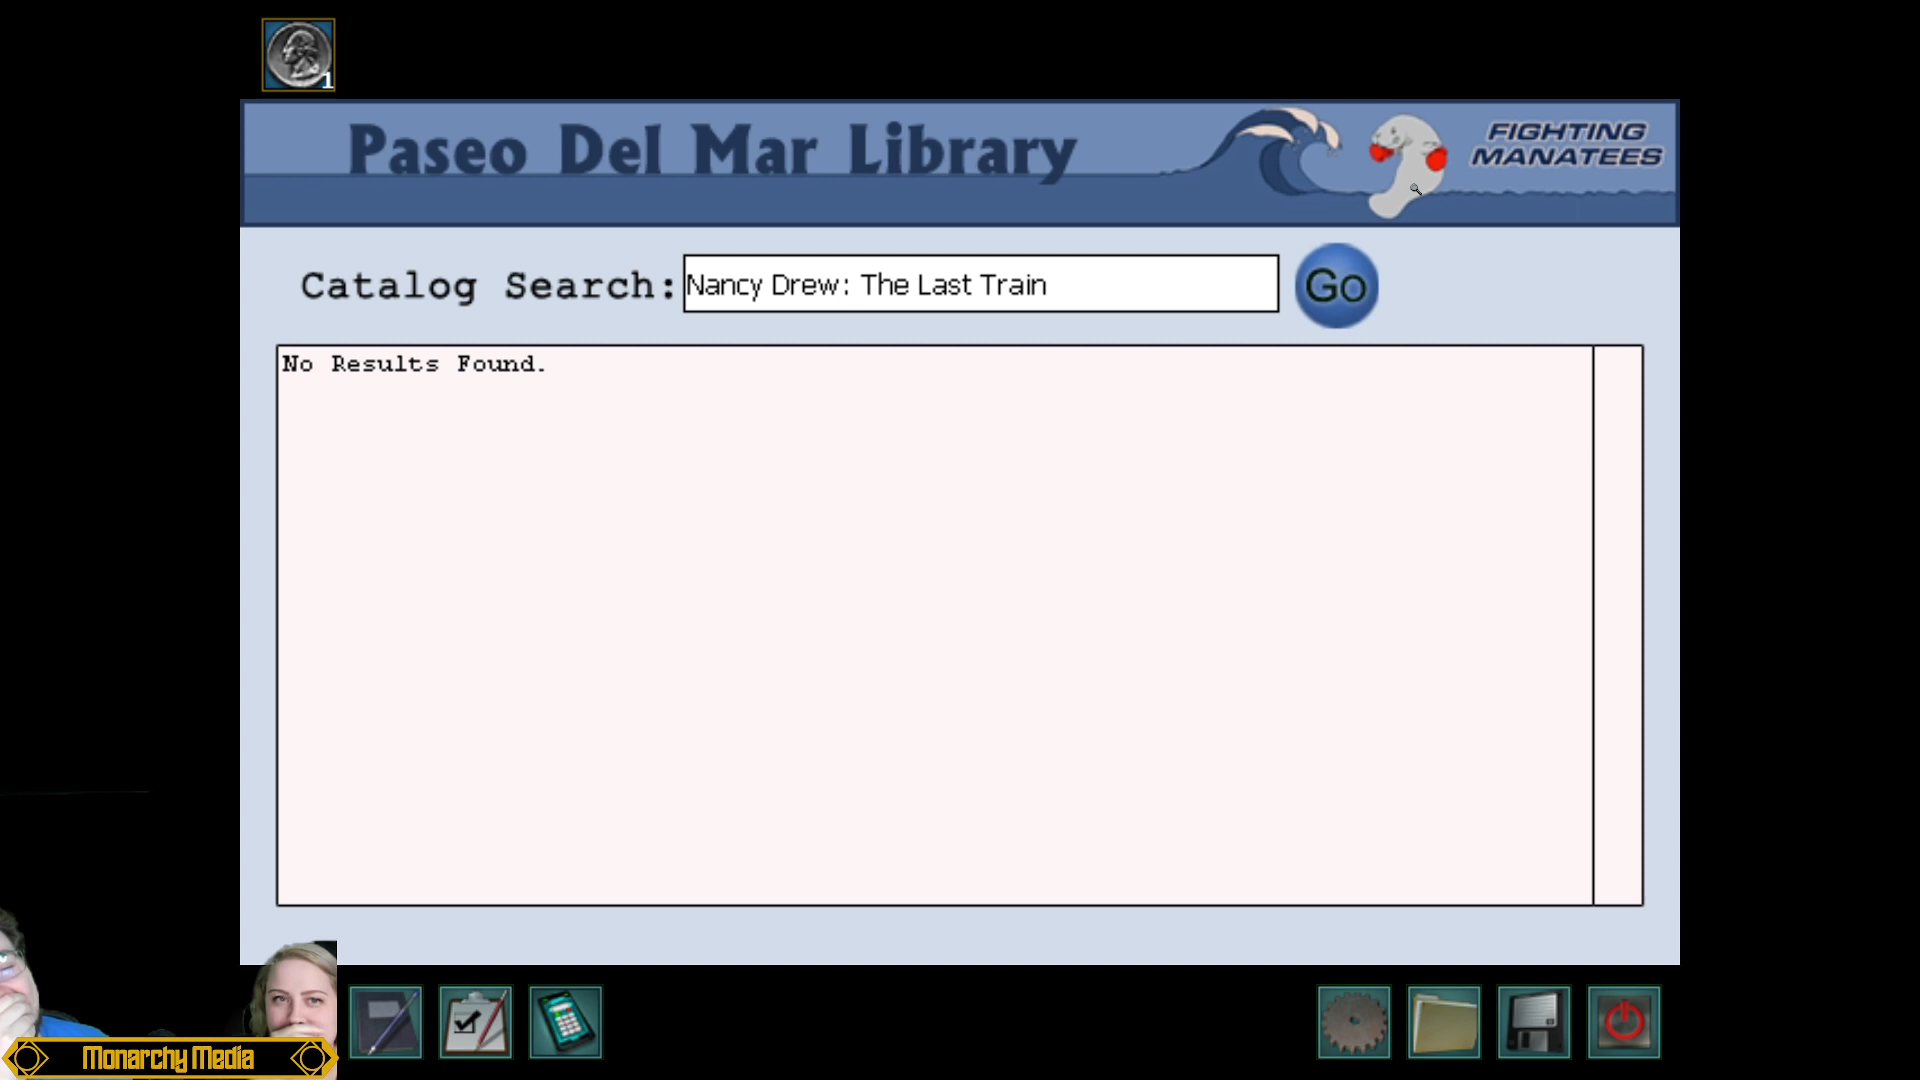 1
Paseo Del Mar Library
FIGHTING
MANATEES
Catalog Search:
Nancy Drew: The Last Train
Go
No Results Found.
Monarchy Media